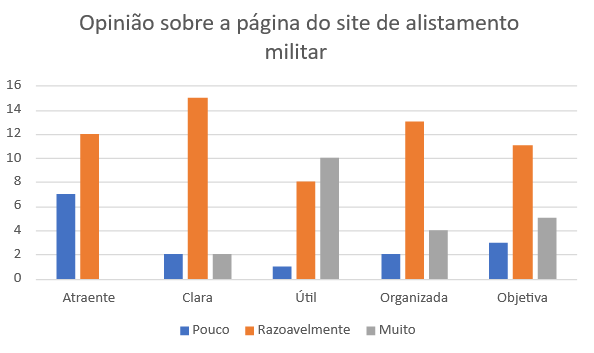 Opinião sobre a página do site de alistamento
militar
16
14
12
10
8
6
4
2
0
Atraente Clara Útil Organizada Objetiva
Pouco Razoavelmente Muito